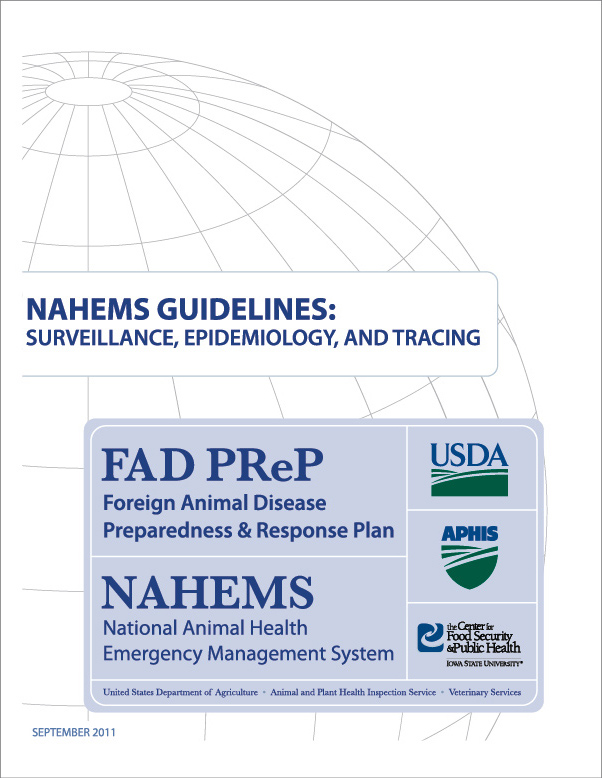 NAHEMS GUIDELINES:
SURVEILLANCE, EPIDEMIOLOGY, AND TRACING
FAD PReP
Foreign Animal Disease
Preparedness & Response Plan
NAHEMS
National Animal Health
Emergency Management System
USDA
APHIS
the Center for
Food Security
&Public Health
IOWA STATE UNIVERSITY®
United States Department of Agriculture • Animal and Plant Health Inspection Service • Veterinary Services
SEPTEMBER 2011